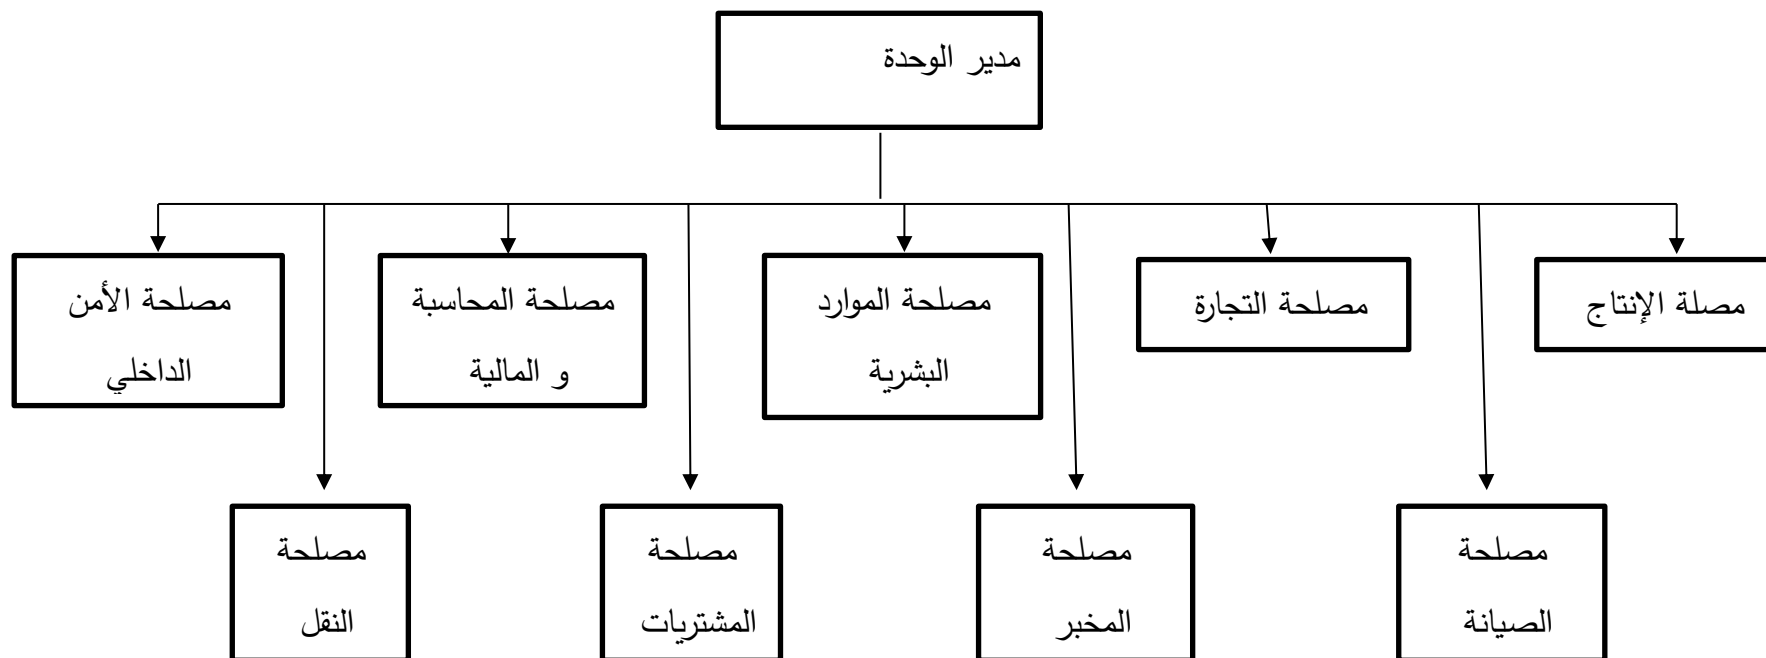 مدير الوحدة
مصلة الإنتاج
مصلحة التجارة
مصلحة الموارد
البشرية
مصلحة المحاسبة
و المالية
مصلحة الأمن
الداخلي
مصلحة
الصيانة
مصلحة
المخبر
مصلحة
المشتريات
مصلحة
النقل